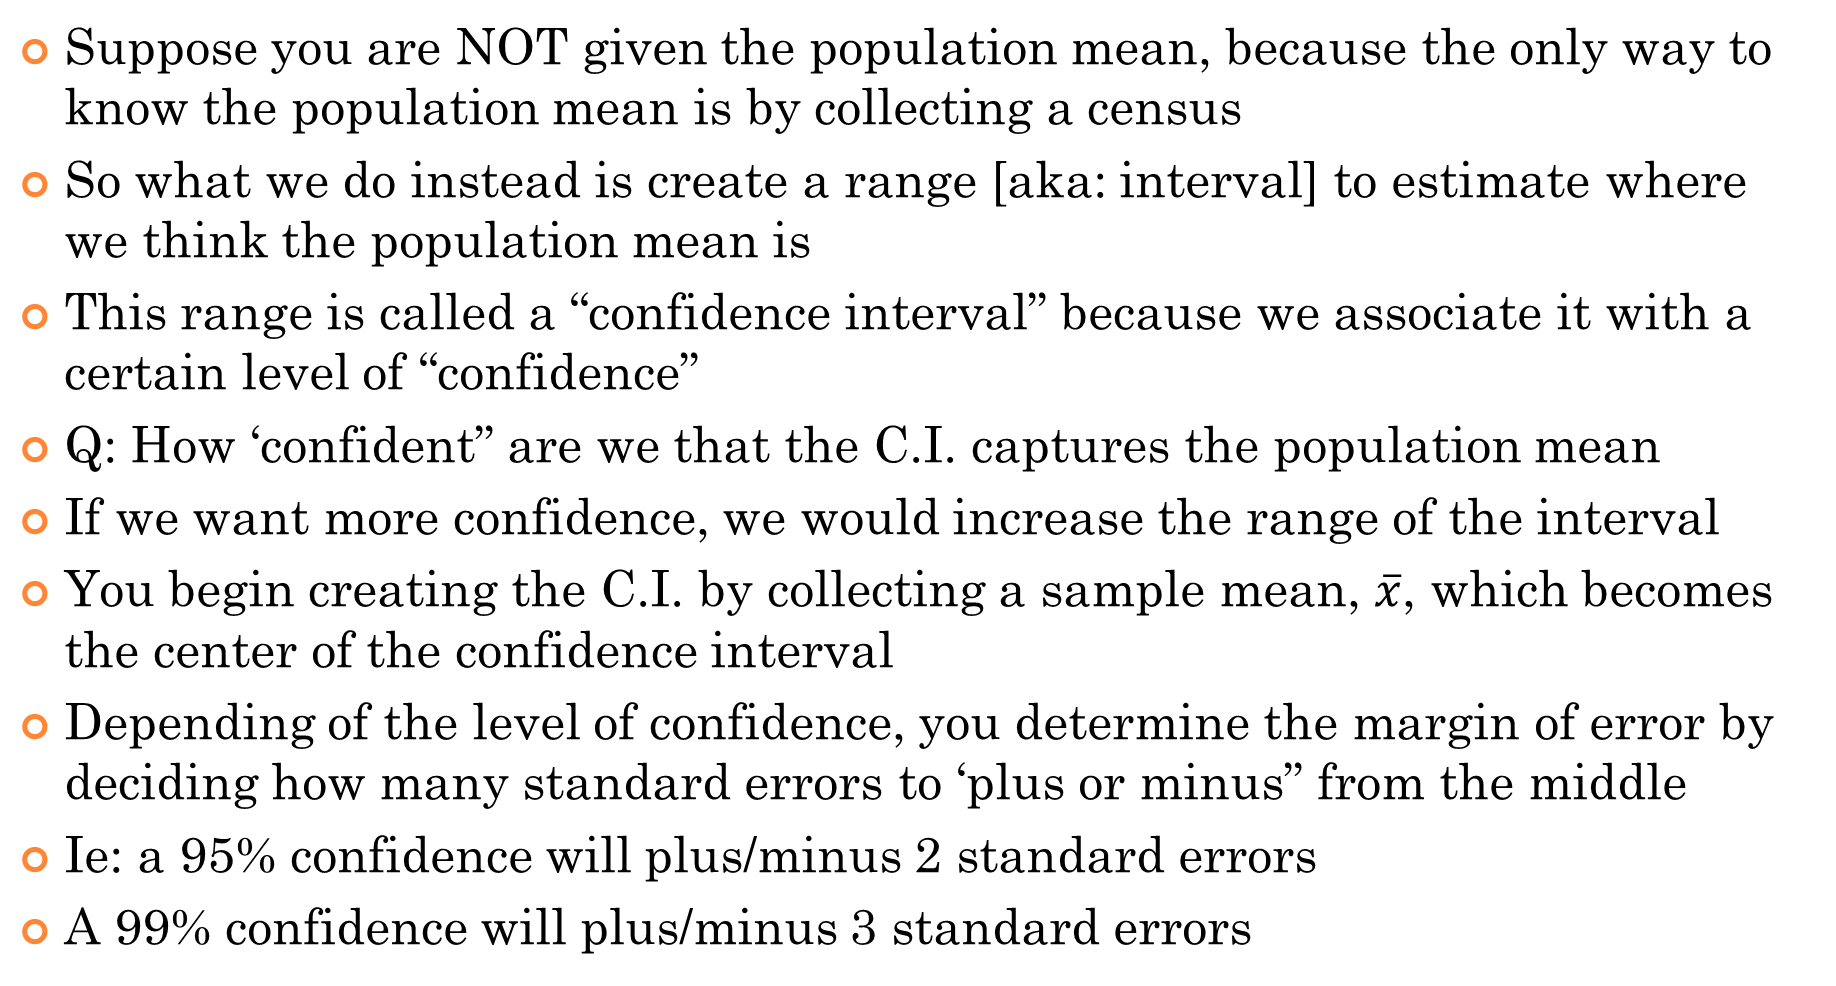 Suppose you are NOT given the population mean, because the only way to
know the population mean is by collecting a census
So what we do instead is create a range [aka: interval] to estimate where
we think the population mean is
This range is called a “confidence interval” because we associate it with a
certain level of “confidence”
Q: How ‘confident” are we that the C.I. captures the population mean
If we want more confidence, we would increase the range of the interval
You begin creating the C.I. by collecting a sample mean, x̄, which becomes
the center of the confidence interval
Depending of the level of confidence, you determine the margin of error by
deciding how many standard errors to ‘plus or minus” from the middle
Ie: a 95% confidence will plus/minus 2 standard errors
A 99% confidence will plus/minus 3 standard errors